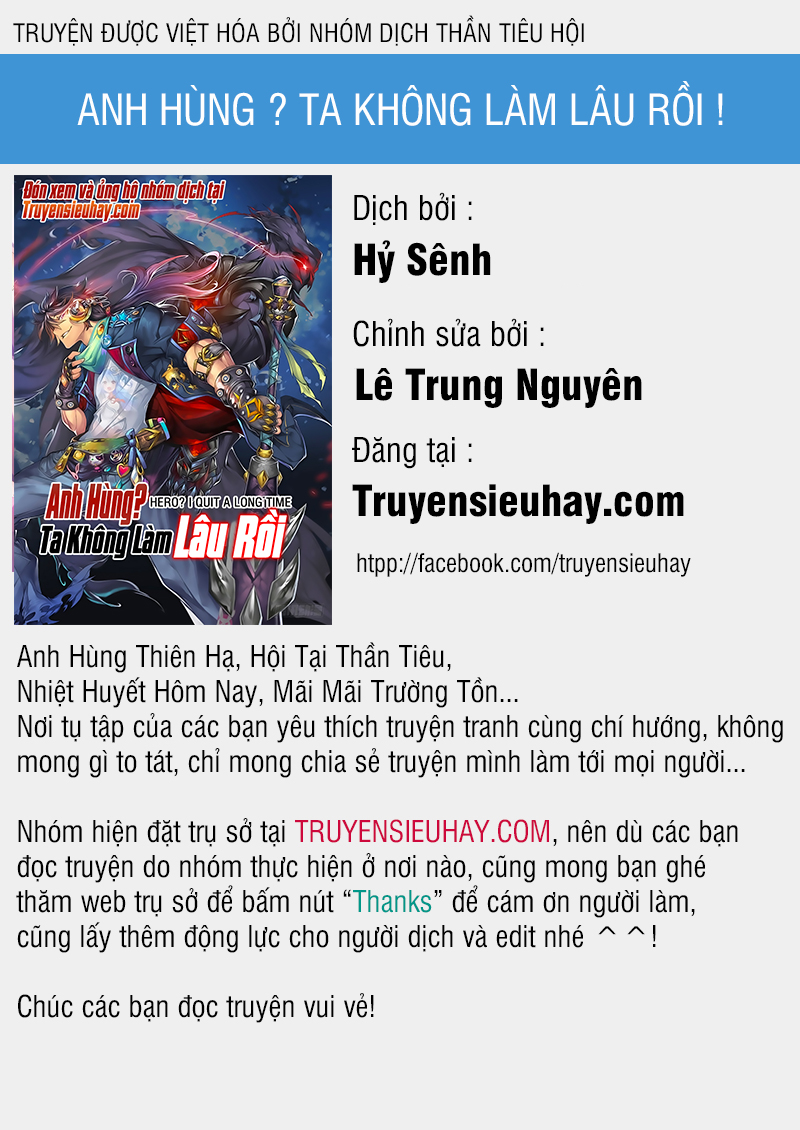 TRUYỆN ĐƯỢC VIỆT HÓA BỞI NHÓM DỊCH THẦN TIÊU HỘI
ANH HÙNG ? TA KHÔNG LÀM LÂU RỒI !
Đón xem và ủng hộ nhóm dịch tại
Truyensieuhay.com
Anh Hùng?
HERO? I QUIT A LONG TIME
Ta Không Làm Lâu Rồi
Dịch bởi :
Hỷ Sênh
Chỉnh sửa bởi :
Lê Trung Nguyên
Đăng tại :
Truyensieuhay.com
htpp://facebook.com/truyensieuhay
Anh Hùng Thiên Hạ, Hội Tại Thần Tiêu,
Nhiệt Huyết Hôm Nay, Mãi Mãi Trường Tồn...
Nơi tụ tập của các bạn yêu thích truyện tranh cùng chí hướng, không
mong gì to tát, chỉ mong chia sẻ truyện mình làm tới mọi người...
Nhóm hiện đặt trụ sở tại TRUYENSIEUHAY.COM, nên dù các bạn
đọc truyện do nhóm thực hiện ở nơi nào, cũng mong bạn ghé
thăm web trụ sở để bấm nút “Thanks” để cám ơn người làm,
cũng lấy thêm động lực cho người dịch và edit nhé ^ ^!
Chúc các bạn đọc truyện vui vẻ!